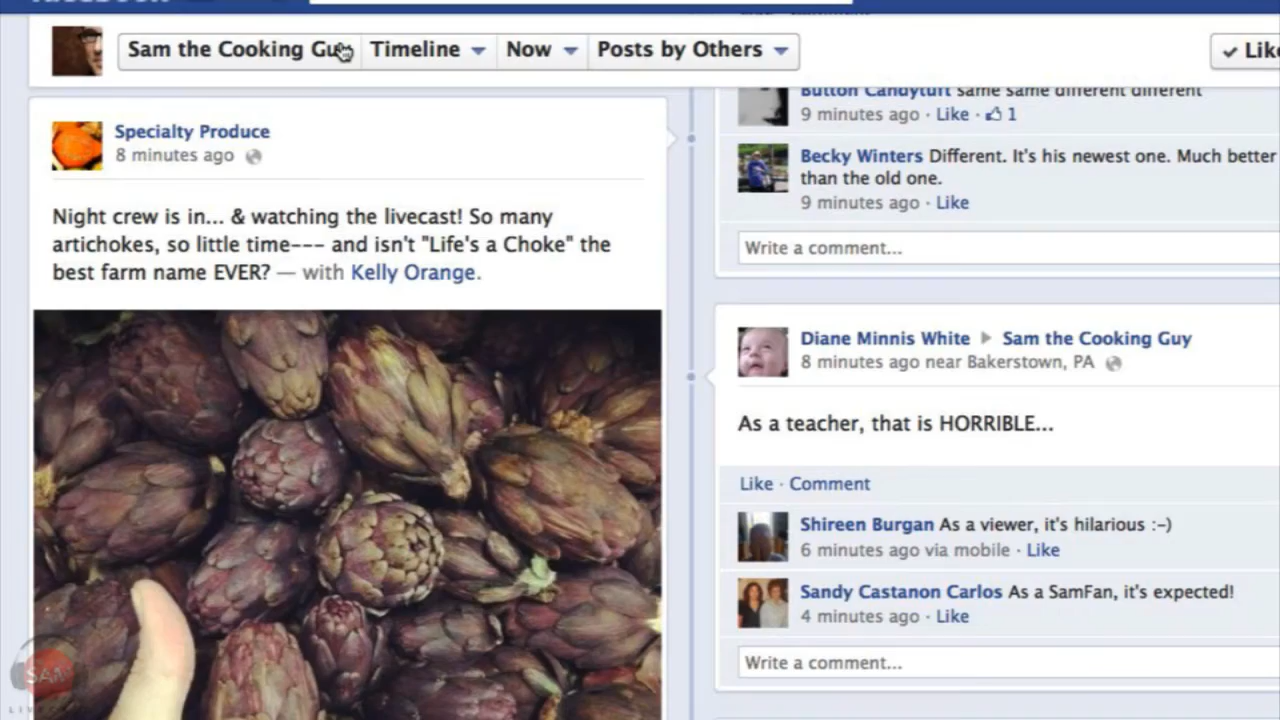 Sam the Cooking Guy
Timeline
Now
Posts by Others
Like
Specialty Produce
8 minutes ago
Night crew is in... & watching the livecast! So many
artichokes, so little time--- and isn't "Life's a Choke" the
best farm name EVER? — with Kelly Orange.
Button Candytuft same same different different
9 minutes ago · Like · 1
Becky Winters Different. It's his newest one. Much better
than the old one.
9 minutes ago · Like
Write a comment...
Diane Minnis White Sam the Cooking Guy
8 minutes ago near Bakerstown, PA
As a teacher, that is HORRIBLE...
Like · Comment
Shireen Burgan As a viewer, it's hilarious :-)
6 minutes ago via mobile · Like
Sandy Castanon Carlos As a SamFan, it's expected!
4 minutes ago · Like
Write a comment...
SAM
LIVE